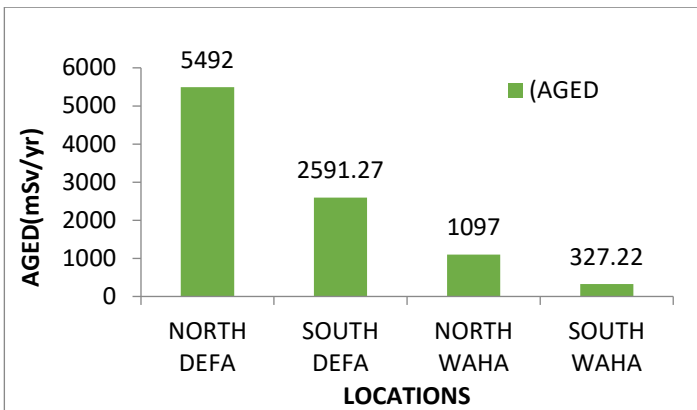 5492
2591.27
1097
327.22
(AGED
AGED(mSv/yr)
6000
5000
4000
3000
2000
1000
0
NORTH DEFA
SOUTH DEFA
NORTH WAHA
SOUTH WAHA
LOCATIONS